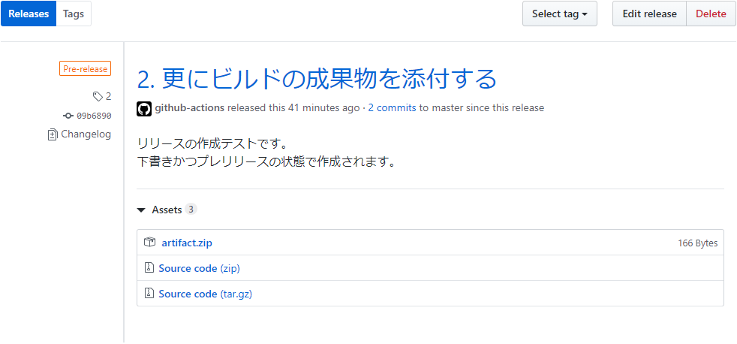 Releases Tags Select tag Edit release Delete
Pre-release
2
09b6890
Changelog
2. 更にビルドの成果物を添付する
github-actions released this 41 minutes ago · 2 commits to master since this release
リリースの作成テストです。
下書きかつプレリリースの状態で作成されます。
Assets 3
artifact.zip 166 Bytes
Source code (zip)
Source code (tar.gz)